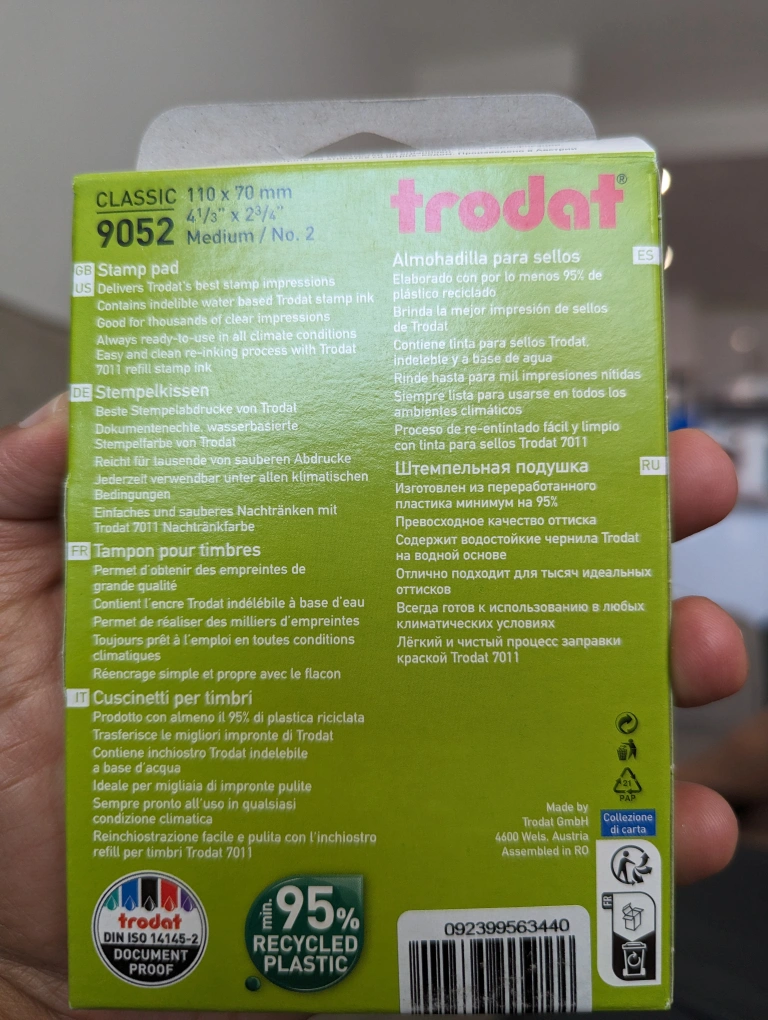 CLASSIC
9052
110 x 70 mm
4 1/3" x 2 3/4"
Medium / No. 2
trodat®
GB
US
Stamp pad
Delivers Trodat's best stamp impressions
Contains indelible water based Trodat stamp ink
Good for thousands of clear impressions
Always ready-to-use in all climate conditions
Easy and clean re-inking process with Trodat
7011 refill stamp ink
DE
Stempelkissen
Beste Stempelabdrucke von Trodat
Dokumentenechte, wasserbasierte
Stempelfarbe von Trodat
Reicht für tausende von sauberen Abdrucke
Jederzeit verwendbar unter allen klimatischen
Bedingungen
Einfaches und sauberes Nachtränken mit
Trodat 7011 Nachtränkfarbe
FR
Tampon pour timbres
Permet d'obtenir des empreintes de
grande qualité
Contient l'encre Trodat indélébile à base d'eau
Permet de réaliser des milliers d'empreintes
Toujours prêt à l'emploi en toutes conditions
climatiques
Réencrage simple et propre avec le flacon
IT
Cuscinetti per timbri
Prodotto con almeno il 95% di plastica riciclata
Trasferisce le migliori impronte di Trodat
Contiene inchiostro Trodat indelebile
a base d'acqua
Ideale per migliaia di impronte pulite
Sempre pronto all'uso in qualsiasi
condizione climatica
Reinchiostrazione facile e pulita con l'inchiostro
refill per timbri Trodat 7011
Almohadilla para sellos
ES
Elaborado con por lo menos 95% de
plástico reciclado
Brinda la mejor impresión de sellos
de Trodat
Contiene tinta para sellos Trodat,
indeleble y a base de agua
Rinde hasta para mil impresiones nítidas
Siempre lista para usarse en todos los
ambientes climáticos
Proceso de re-entintado fácil y limpio
con tinta para sellos Trodat 7011
Штемпельная подушка
RU
Изготовлен из переработанного
пластика минимум на 95%
Превосходное качество оттиска
Содержит водостойкие чернила Trodat
на водной основе
Отлично подходит для тысяч идеальных
оттисков
Всегда готов к использованию в любых
климатических условиях
Лёгкий и чистый процесс заправки
краской Trodat 7011
21
PAP
Made by
Trodat GmbH
4600 Wels, Austria
Assembled in RO
Collezione
di carta
FR
trodat
DIN ISO 14145-2
DOCUMENT
PROOF
min.
95%
RECYCLED
PLASTIC
092399563440